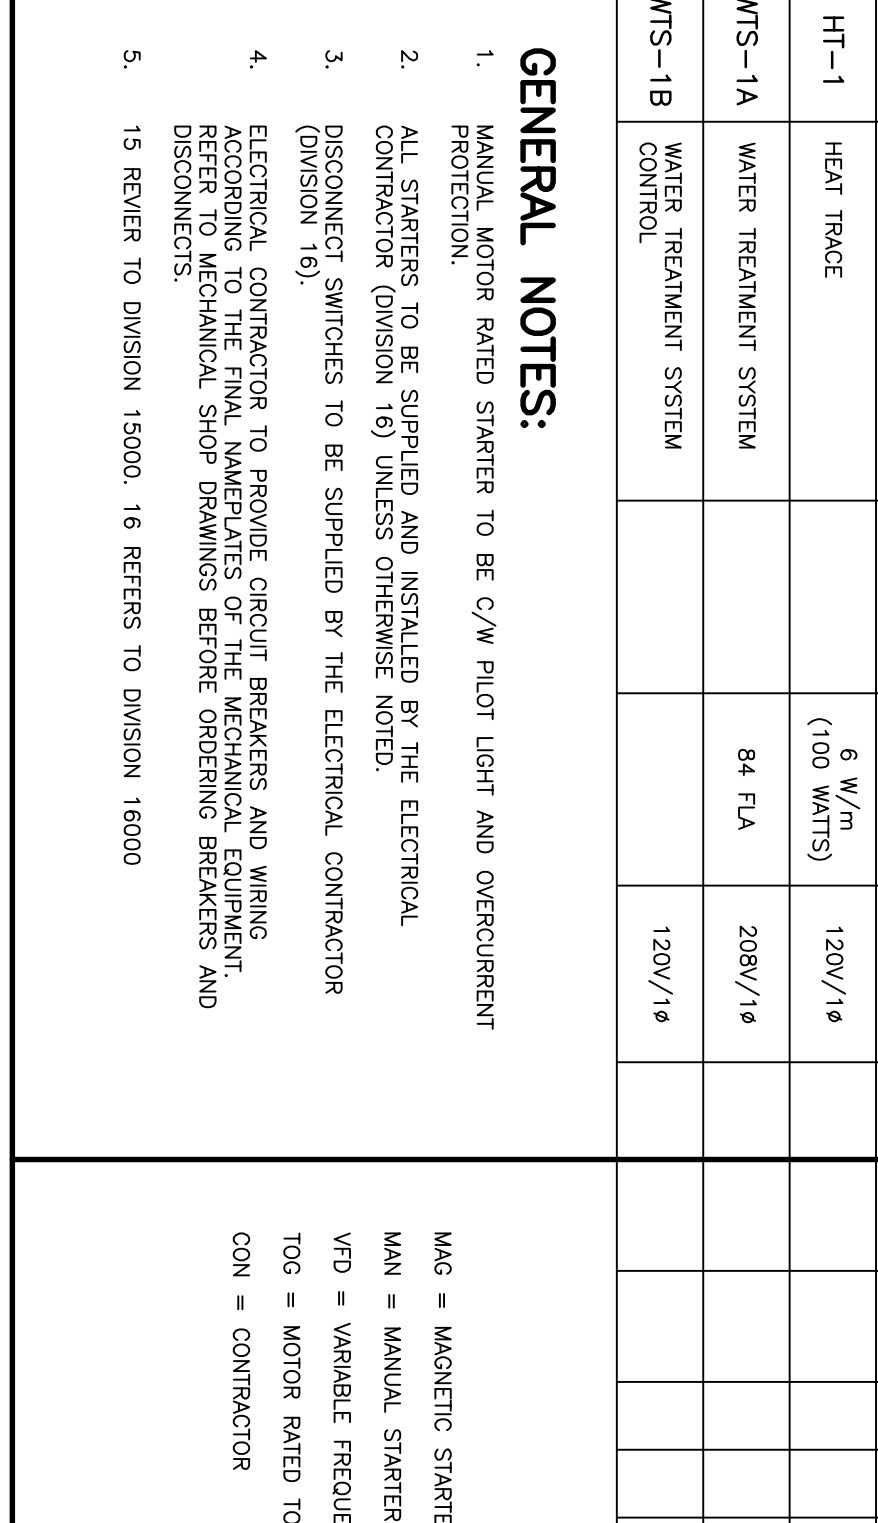 HT-1 HEAT TRACE 6 W/m 120V/1ø
(100 WATTS)
WTS-1A WATER TREATMENT SYSTEM 84 FLA 208V/1ø
WTS-1B WATER TREATMENT SYSTEM 120V/1ø
CONTROL
GENERAL NOTES:
1. MANUAL MOTOR RATED STARTER TO BE C/W PILOT LIGHT AND OVERCURRENT
PROTECTION.
2. ALL STARTERS TO BE SUPPLIED AND INSTALLED BY THE ELECTRICAL
CONTRACTOR (DIVISION 16) UNLESS OTHERWISE NOTED.
3. DISCONNECT SWITCHES TO BE SUPPLIED BY THE ELECTRICAL CONTRACTOR
(DIVISION 16).
4. ELECTRICAL CONTRACTOR TO PROVIDE CIRCUIT BREAKERS AND WIRING
ACCORDING TO THE FINAL NAMEPLATES OF THE MECHANICAL EQUIPMENT.
REFER TO MECHANICAL SHOP DRAWINGS BEFORE ORDERING BREAKERS AND
DISCONNECTS.
5. 15 REVIER TO DIVISION 15000. 16 REFERS TO DIVISION 16000
MAG = MAGNETIC STARTE
MAN = MANUAL STARTER
VFD = VARIABLE FREQUE
TOG = MOTOR RATED TO
CON = CONTRACTOR